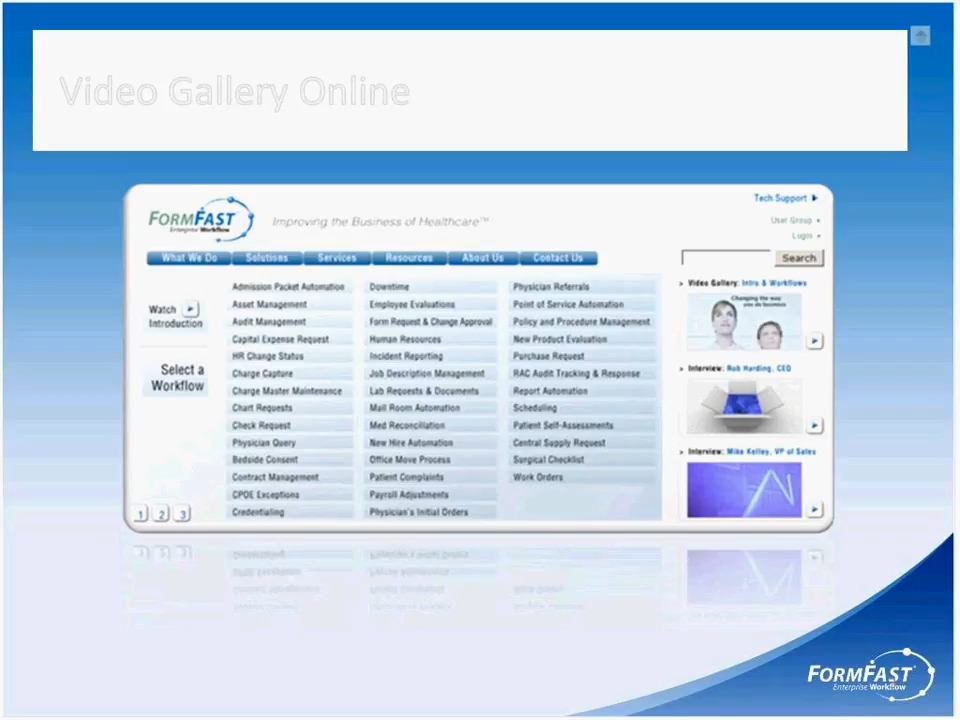 Video Gallery Online
Tech Support
FORMFAST
Enterprise Workflow
Improving the Business of Healthcare™
User Group
Login
What We Do Solutions Services Resources About Us Contact Us
Search
Watch
Introduction
Select a
Workflow
1 2 3
Admission Packet Automation
Asset Management
Audit Management
Capital Expense Request
HR Change Status
Charge Capture
Charge Master Maintenance
Chart Requests
Check Request
Physician Query
Bedside Consent
Contract Management
CPOE Exceptions
Credentialing
Downtime
Employee Evaluations
Form Request & Change Approval
Human Resources
Incident Reporting
Job Description Management
Lab Requests & Documents
Mail Room Automation
Med Reconciliation
New Hire Automation
Office Move Process
Patient Complaints
Payroll Adjustments
Physician's Initial Orders
Physician Referrals
Point of Service Automation
Policy and Procedure Management
New Product Evaluation
Purchase Request
RAC Audit Tracking & Response
Report Automation
Scheduling
Patient Self-Assessments
Central Supply Request
Surgical Checklist
Work Orders
Video Gallery: Intro & Workflows
Changing the way
you do business
Interview: Rob Harding, CEO
Interview: Mike Kelley, VP of Sales
FORMFAST
Enterprise Workflow